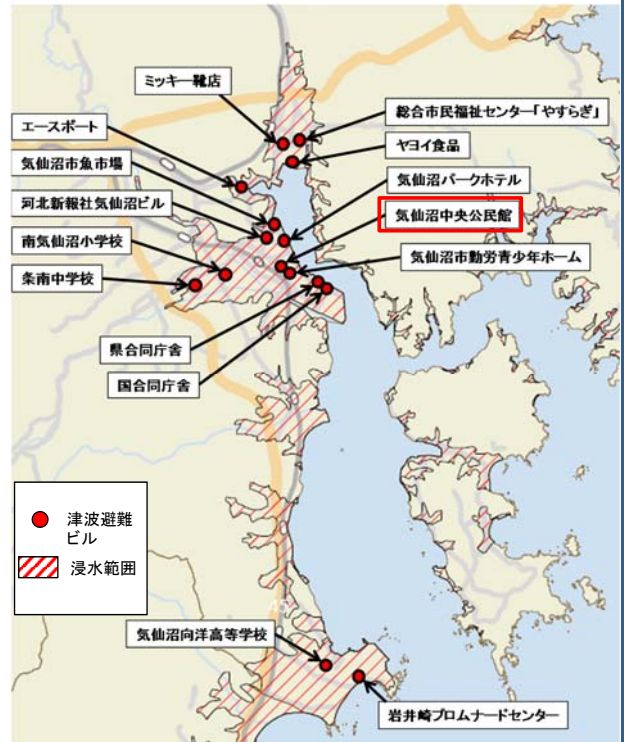 ミッキー靴店
総合市民福祉センター「やすらぎ」
エースポート
ヤヨイ食品
気仙沼市魚市場
気仙沼パークホテル
河北新報社気仙沼ビル
気仙沼中央公民館
南気仙沼小学校
気仙沼市勤労青少年ホーム
条南中学校
県合同庁舎
国合同庁舎
津波避難
ビル
浸水範囲
45
気仙沼向洋高等学校
岩井崎プロムナードセンター